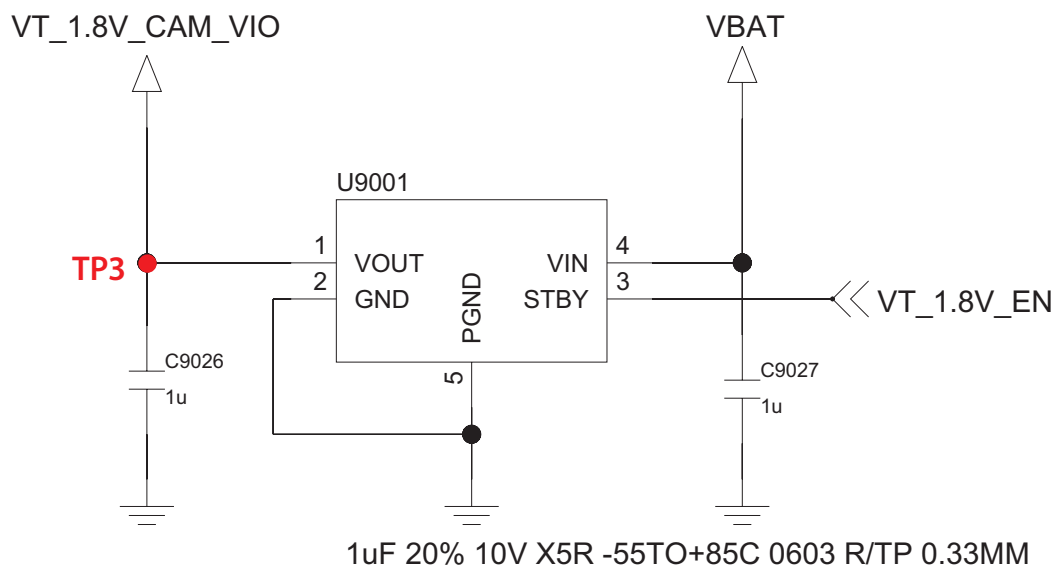 VT_1.8V_CAM_VIO
VBAT
U9001
1
4
TP3
VOUT
VIN
2
3
GND
STBY
VT_1.8V_EN
PGND
5
C9026
1u
C9027
1u
1uF 20% 10V X5R -55TO+85C 0603 R/TP 0.33MM